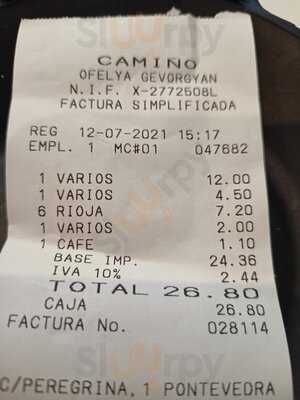 CAMINO
OFELYA GEVORGYAN
N.I.F. X-2772508L
FACTURA SIMPLIFICADA
REG 12-07-2021 15:17
EMPL. 1 MC#01 047682
1 VARIOS 12.00
1 VARIOS 4.50
6 RIOJA 7.20
1 VARIOS 2.00
1 CAFE 1.10
BASE IMP. 24.36
IVA 10% 2.44
TOTAL 26.80
CAJA 26.80
FACTURA No. 028114
C/PEREGRINA,1 PONTEVEDRA